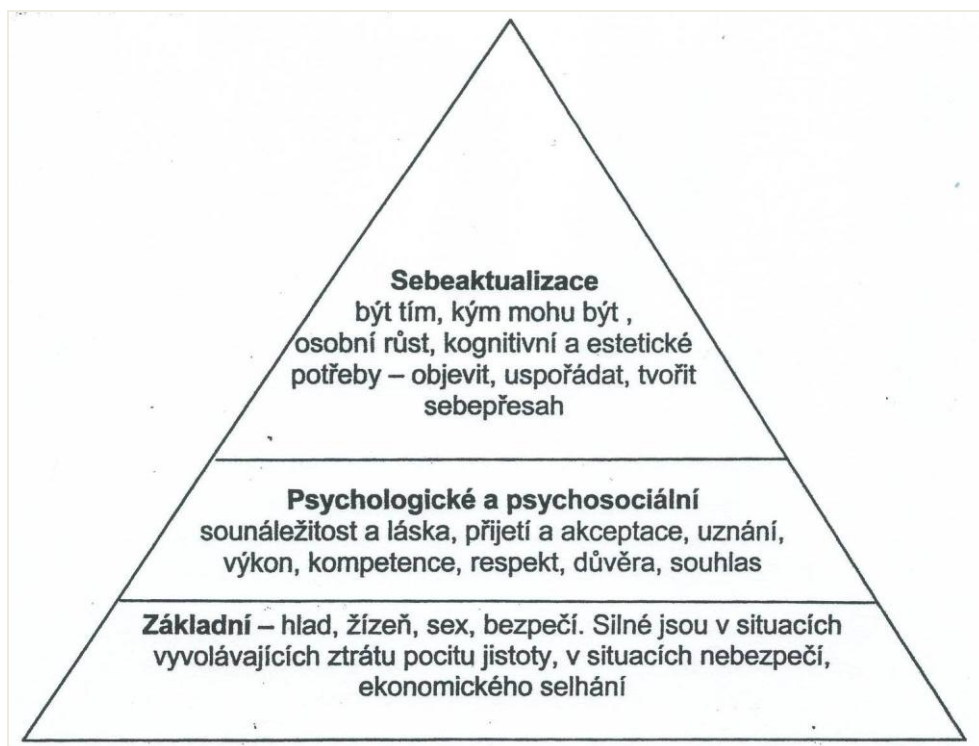 Sebeaktualizace
být tím, kým mohu být ,
osobní růst, kognitivní a estetické
potřeby – objevit, uspořádat, tvořit
sebepřesah
Psychologické a psychosociální
sounáležitost a láska, přijetí a akceptace, uznání,
výkon, kompetence, respekt, důvěra, souhlas
Základní – hlad, žízeň, sex, bezpečí. Silné jsou v situacích
vyvolávajících ztrátu pocitu jistoty, v situacích nebezpečí,
ekonomického selhání